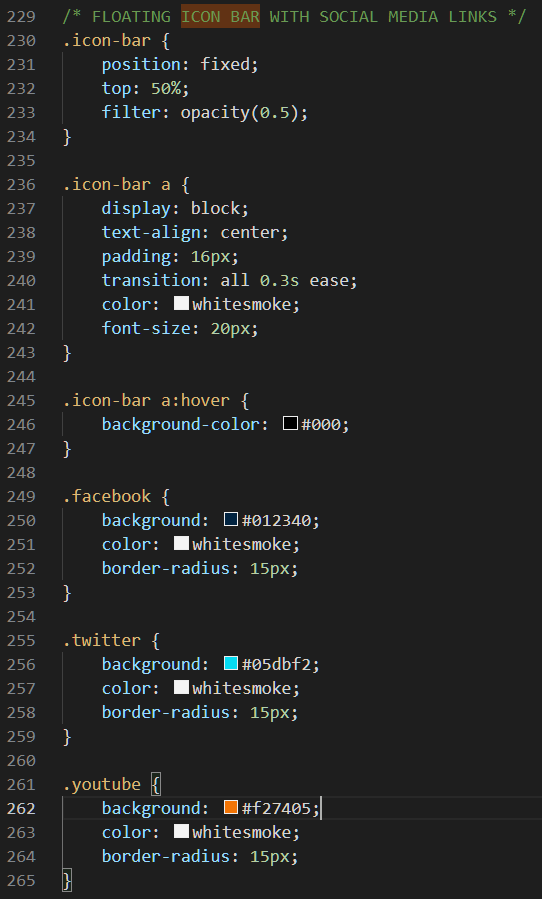 229 /* FLOATING ICON BAR WITH SOCIAL MEDIA LINKS */
230 .icon-bar {
231     position: fixed;
232     top: 50%;
233     filter: opacity(0.5);
234 }
235
236 .icon-bar a {
237     display: block;
238     text-align: center;
239     padding: 16px;
240     transition: all 0.3s ease;
241     color: whitesmoke;
242     font-size: 20px;
243 }
244
245 .icon-bar a:hover {
246     background-color: #000;
247 }
248
249 .facebook {
250     background: #012340;
251     color: whitesmoke;
252     border-radius: 15px;
253 }
254
255 .twitter {
256     background: #05dbf2;
257     color: whitesmoke;
258     border-radius: 15px;
259 }
260
261 .youtube {
262     background: #f27405;
263     color: whitesmoke;
264     border-radius: 15px;
265 }